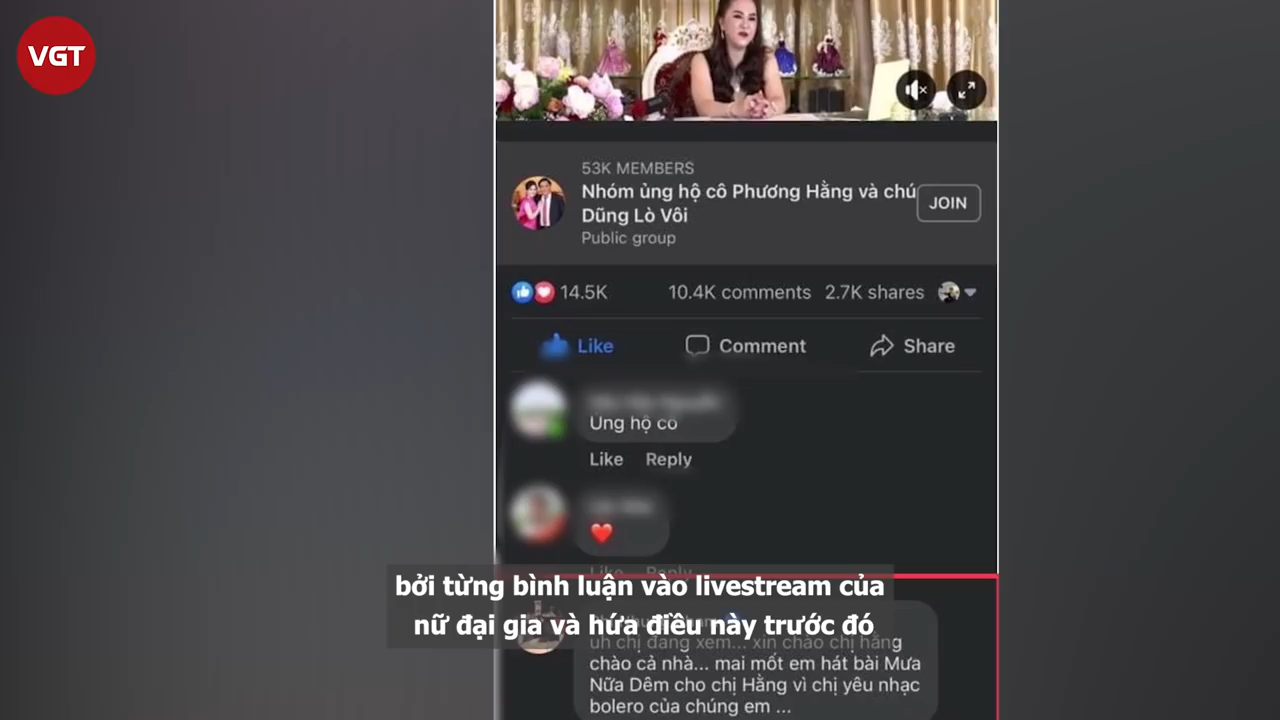 VGT
53K MEMBERS
Nhóm ủng hộ cô Phương Hằng và chú
Dũng Lò Vôi
Public group
JOIN
14.5K
10.4K comments
2.7K shares
Like
Comment
Share
Ủng hộ cô
Like Reply
Like Reply
bởi từng bình luận vào livestream của
nữ đại gia và hứa điều này trước đó
uh chị đang xem... xin chào chị hằng
chào cả nhà... mai mốt em hát bài Mưa
Nữa Dêm cho chị Hằng vì chị yêu nhạc
bolero của chúng em ...